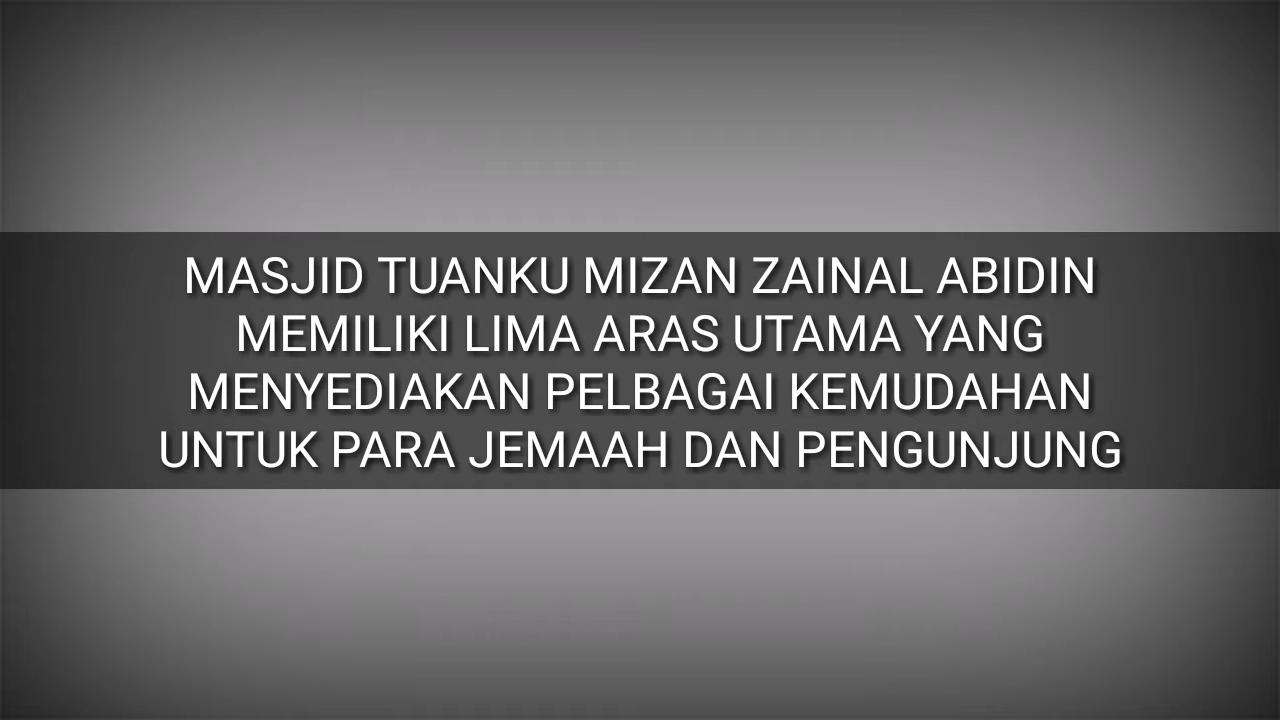 MASJID TUANKU MIZAN ZAINAL ABIDIN
MEMILIKI LIMA ARAS UTAMA YANG
MENYEDIAKAN PELBAGAI KEMUDAHAN
UNTUK PARA JEMAAH DAN PENGUNJUNG